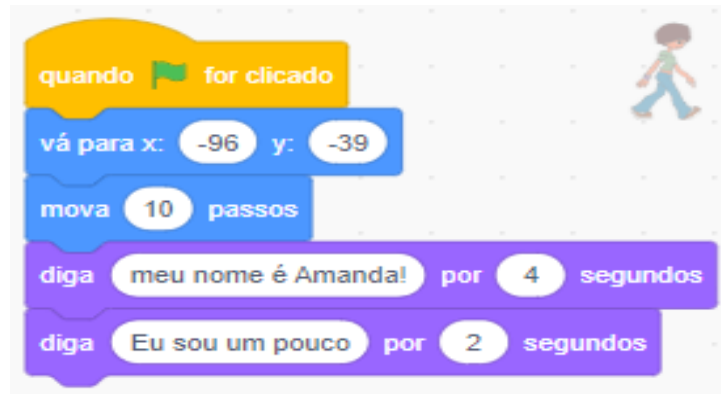 quando for clicado
vá para x: -96 y: -39
mova 10 passos
diga meu nome é Amanda! por 4 segundos
diga Eu sou um pouco por 2 segundos